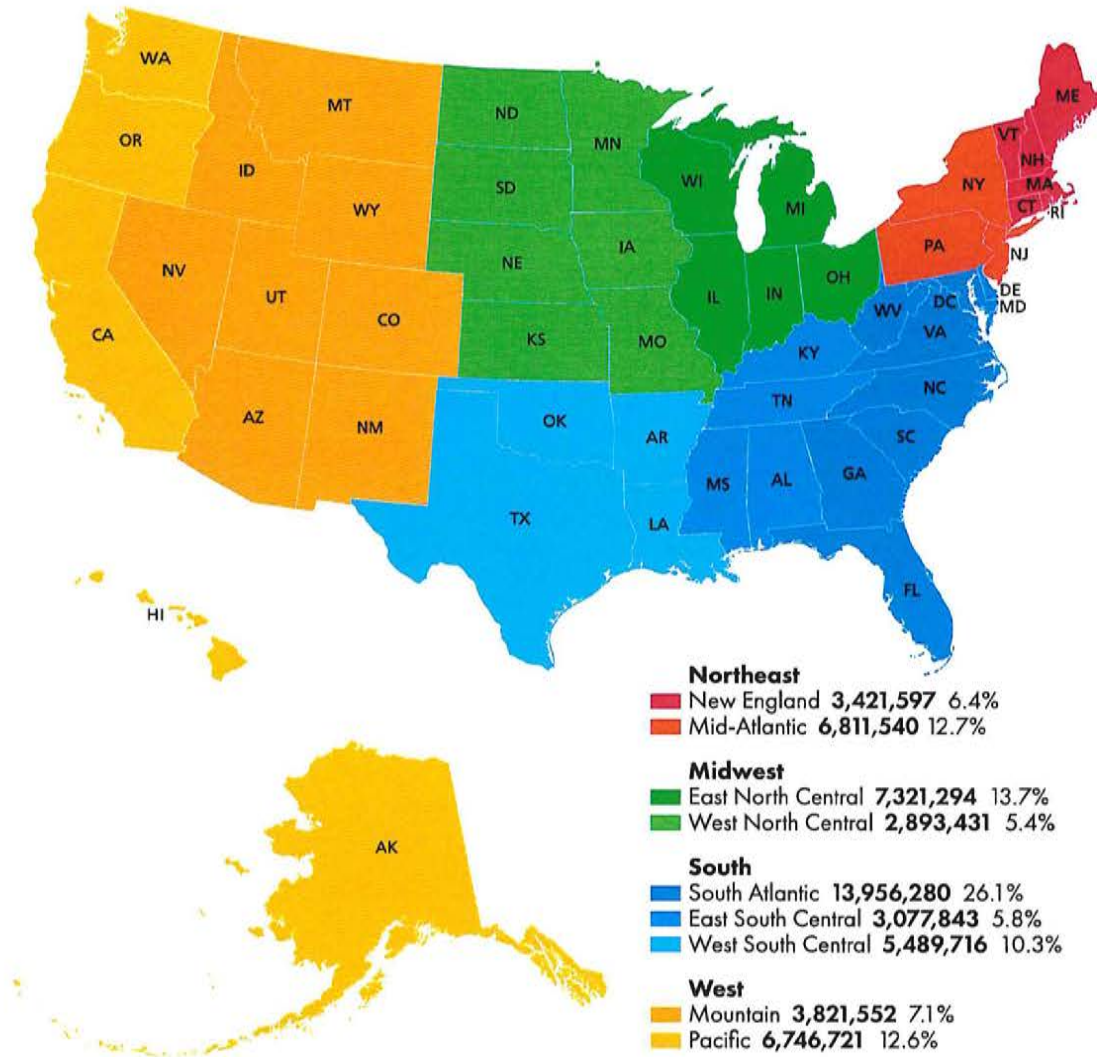 WA
MT
ND
MN
ME
VT
NH
OR
ID
SD
WI
MI
NY
MA
CT
RI
WY
IA
PA
NJ
NV
NE
OH
UT
CO
IL
IN
WV
DC
DE
MD
VA
CA
KS
MO
KY
NC
TN
AZ
NM
OK
AR
SC
MS
AL
GA
TX
LA
FL
HI
AK
Northeast
New England 3,421,597 6.4%
Mid-Atlantic 6,811,540 12.7%
Midwest
East North Central 7,321,294 13.7%
West North Central 2,893,431 5.4%
South
South Atlantic 13,956,280 26.1%
East South Central 3,077,843 5.8%
West South Central 5,489,716 10.3%
West
Mountain 3,821,552 7.1%
Pacific 6,746,721 12.6%